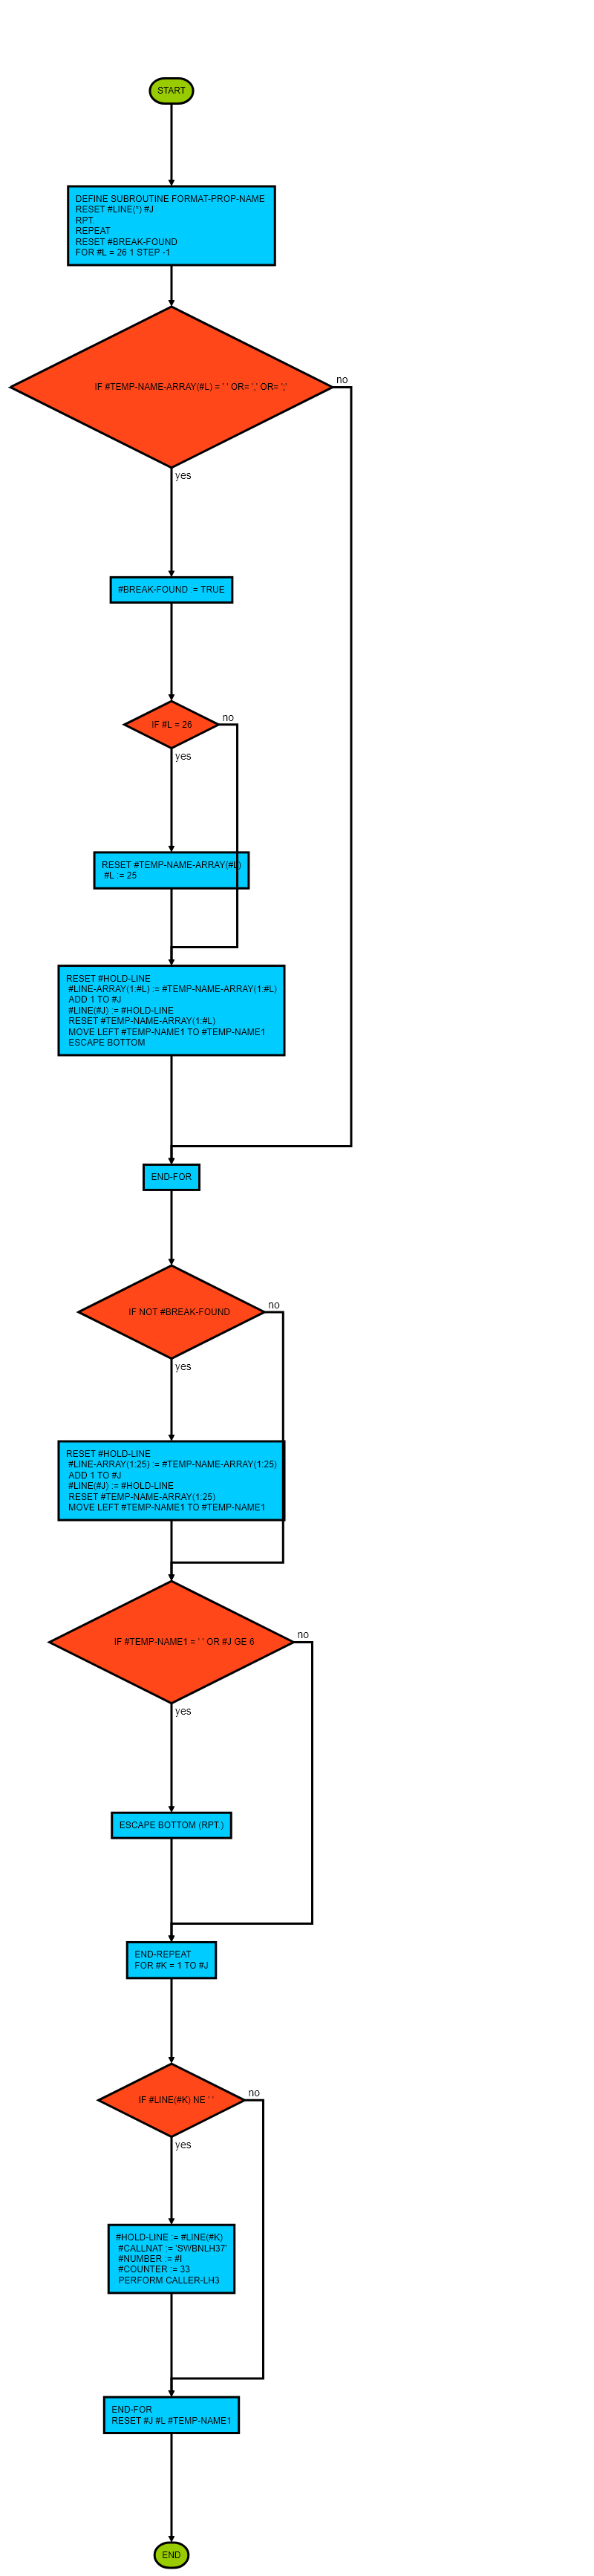 START
DEFINE SUBROUTINE FORMAT-PROP-NAME
RESET #LINE(*) #J
RPT.
REPEAT
RESET #BREAK-FOUND
FOR #L = 26 1 STEP -1
IF #TEMP-NAME-ARRAY(#L) = ' ' OR= ',' OR= ';'
no
yes
#BREAK-FOUND := TRUE
IF #L = 26
no
yes
RESET #TEMP-NAME-ARRAY(#L)
#L := 25
RESET #HOLD-LINE
#LINE-ARRAY(1:#L) := #TEMP-NAME-ARRAY(1:#L)
ADD 1 TO #J
#LINE(#J) := #HOLD-LINE
RESET #TEMP-NAME-ARRAY(1:#L)
MOVE LEFT #TEMP-NAME1 TO #TEMP-NAME1
ESCAPE BOTTOM
END-FOR
IF NOT #BREAK-FOUND
no
yes
RESET #HOLD-LINE
#LINE-ARRAY(1:25) := #TEMP-NAME-ARRAY(1:25)
ADD 1 TO #J
#LINE(#J) := #HOLD-LINE
RESET #TEMP-NAME-ARRAY(1:25)
MOVE LEFT #TEMP-NAME1 TO #TEMP-NAME1
IF #TEMP-NAME1 = ' ' OR #J GE 6
no
yes
ESCAPE BOTTOM (RPT.)
END-REPEAT
FOR #K = 1 TO #J
IF #LINE(#K) NE ' '
no
yes
#HOLD-LINE := #LINE(#K)
#CALLNAT := 'SWBNLH37'
#NUMBER := #I
#COUNTER := 33
PERFORM CALLER-LH3
END-FOR
RESET #J #L #TEMP-NAME1
END